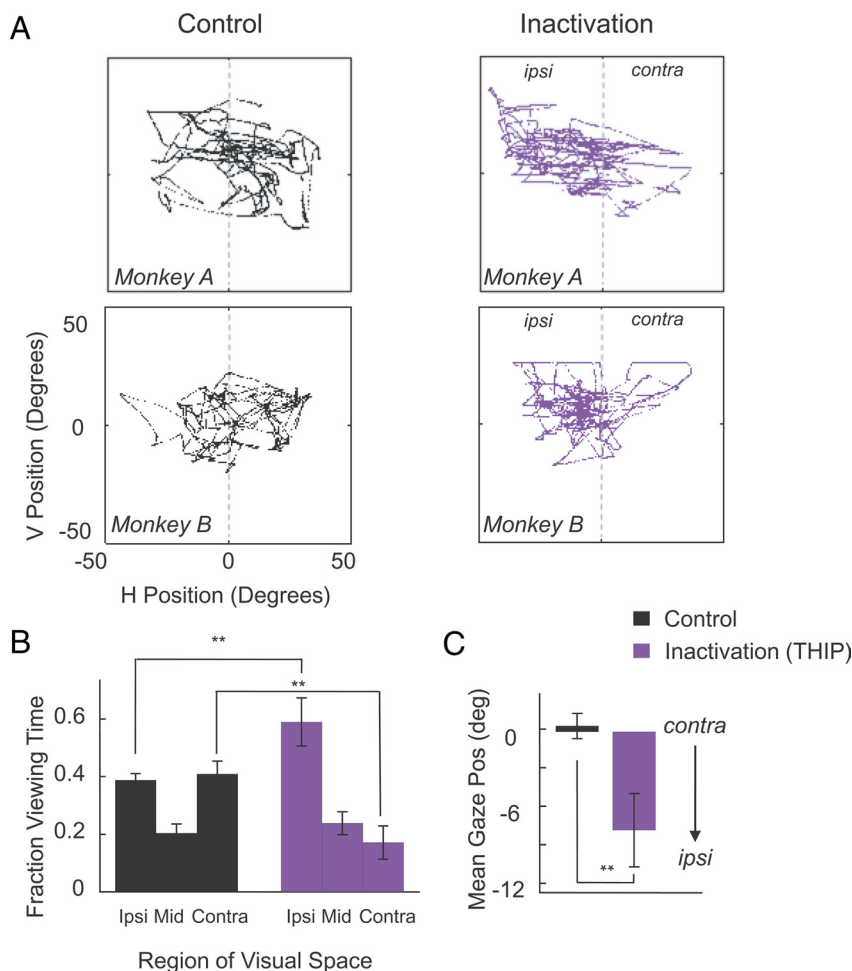 A
Control
Inactivation
ipsi
contra
Monkey A
Monkey A
50
0
-50
V Position (Degrees)
ipsi
contra
Monkey B
Monkey B
-50
0
50
H Position (Degrees)
Control
Inactivation (THIP)
B
**
**
Fraction Viewing Time
0.6
0.4
0.2
0
Ipsi Mid Contra
Ipsi Mid Contra
Region of Visual Space
C
Mean Gaze Pos (deg)
0
-6
-12
contra
ipsi
**